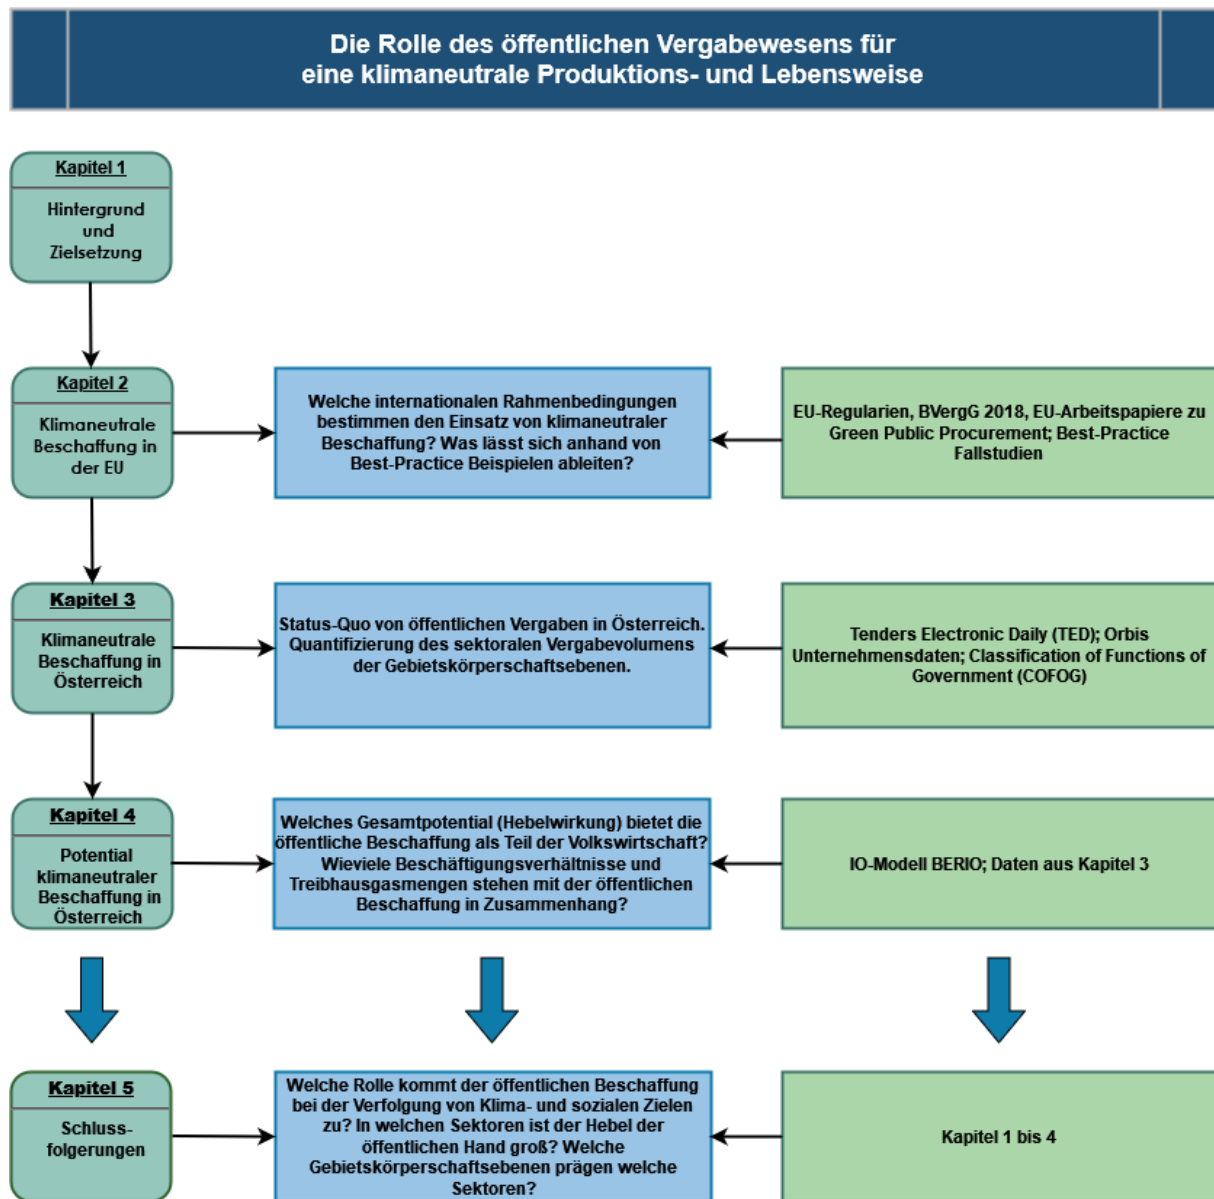 Die Rolle des öffentlichen Vergabewesens für
eine klimaneutrale Produktions- und Lebensweise
Kapitel 1
Hintergrund
und
Zielsetzung
Kapitel 2
Klimaneutrale
Beschaffung in
der EU
Welche internationalen Rahmenbedingungen
bestimmen den Einsatz von klimaneutraler
Beschaffung? Was lässt sich anhand von
Best-Practice Beispielen ableiten?
EU-Regularien, BVergG 2018, EU-Arbeitspapiere zu
Green Public Procurement; Best-Practice
Fallstudien
Kapitel 3
Klimaneutrale
Beschaffung in
Österreich
Status-Quo von öffentlichen Vergaben in Österreich.
Quantifizierung des sektoralen Vergabevolumens
der Gebietskörperschaftsebenen.
Tenders Electronic Daily (TED); Orbis
Unternehmensdaten; Classification of Functions of
Government (COFOG)
Kapitel 4
Potential
klimaneutraler
Beschaffung in
Österreich
Welches Gesamtpotential (Hebelwirkung) bietet die
öffentliche Beschaffung als Teil der Volkswirtschaft?
Wieviele Beschäftigungsverhältnisse und
Treibhausgasmengen stehen mit der öffentlichen
Beschaffung in Zusammenhang?
IO-Modell BERIO; Daten aus Kapitel 3
Kapitel 5
Schluss-
folgerungen
Welche Rolle kommt der öffentlichen Beschaffung
bei der Verfolgung von Klima- und sozialen Zielen
zu? In welchen Sektoren ist der Hebel der
öffentlichen Hand groß? Welche
Gebietskörperschaftsebenen prägen welche
Sektoren?
Kapitel 1 bis 4